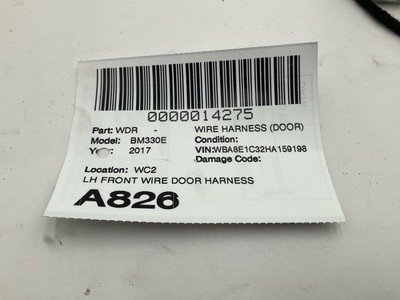 0000014275
Part: WDR - WIRE HARNESS (DOOR)
Model: BM330E Condition:
Year: 2017 VIN:WBA8E1C32HA159198
Damage Code:
Location: WC2
LH FRONT WIRE DOOR HARNESS
A826